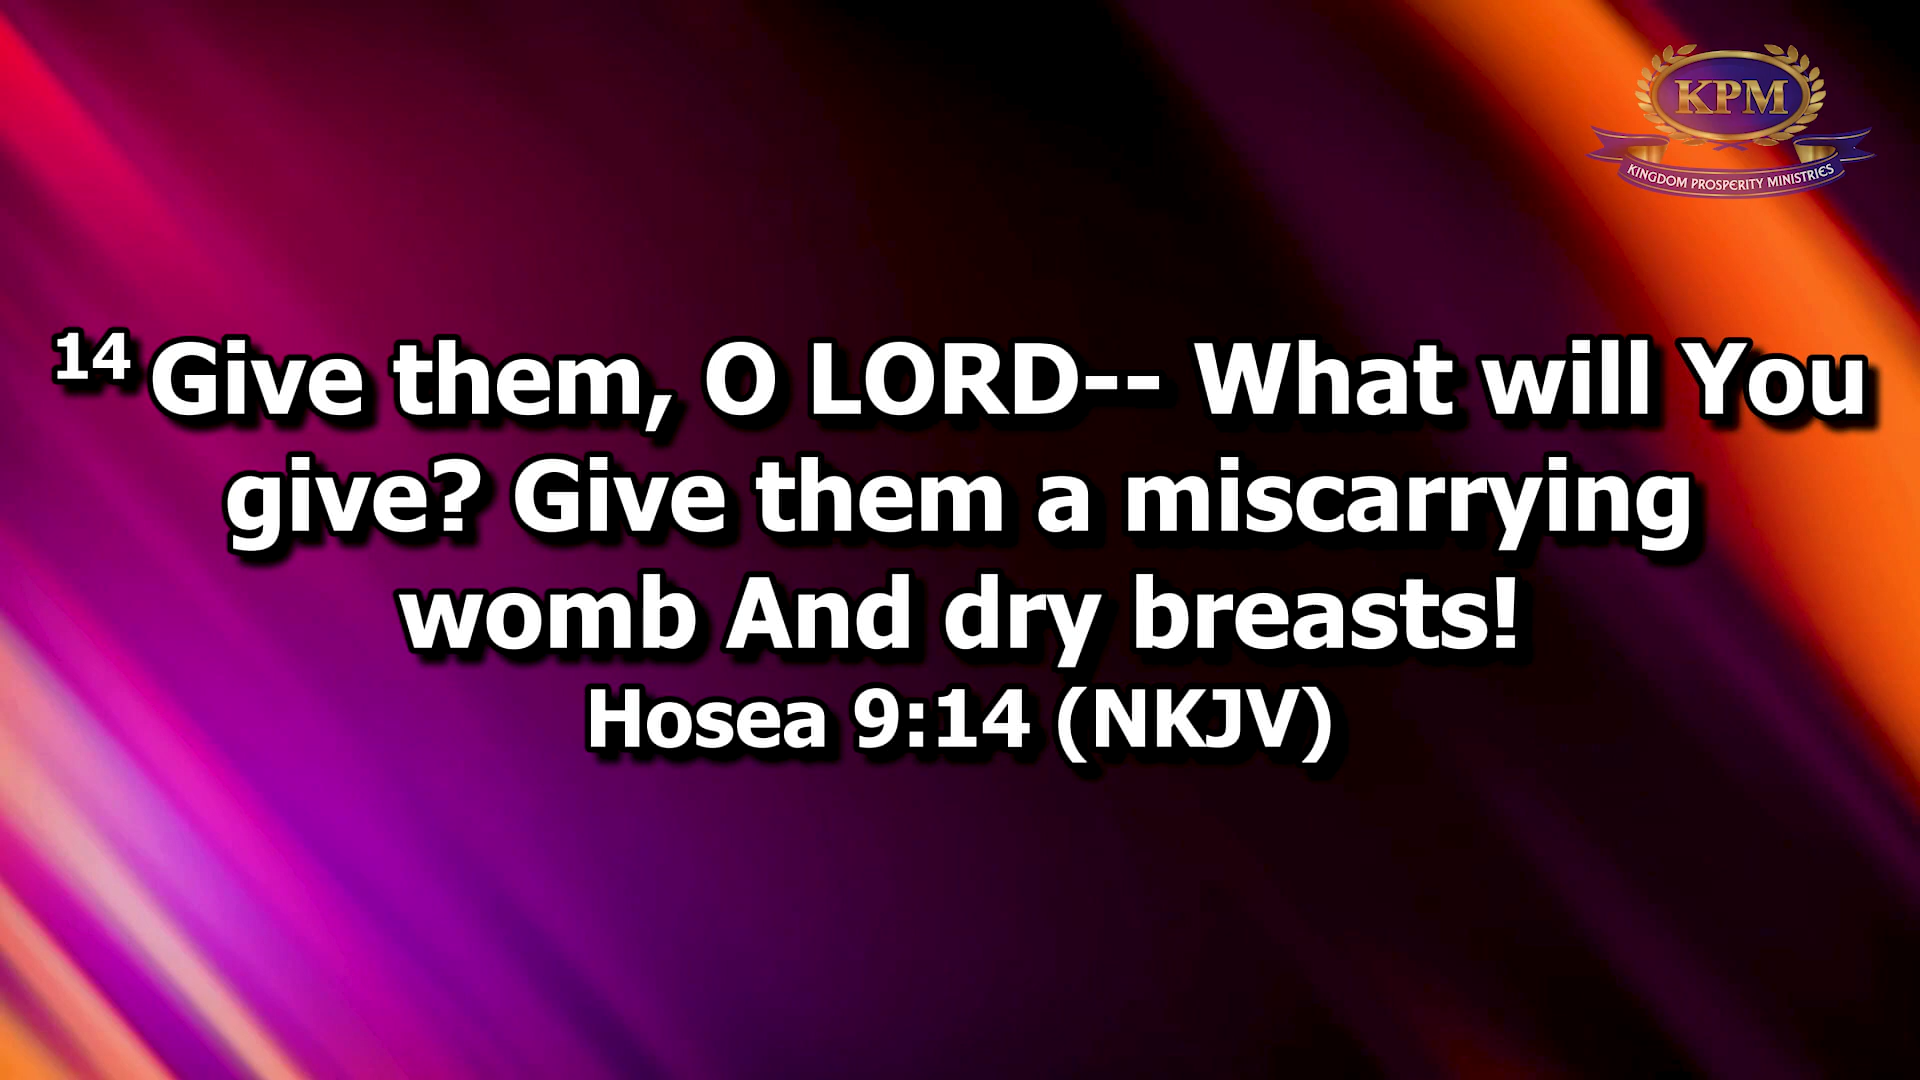 KPM
KINGDOM PROSPERITY MINISTRIES
14 Give them, O LORD-- What will You
give? Give them a miscarrying
womb And dry breasts!
Hosea 9:14 (NKJV)